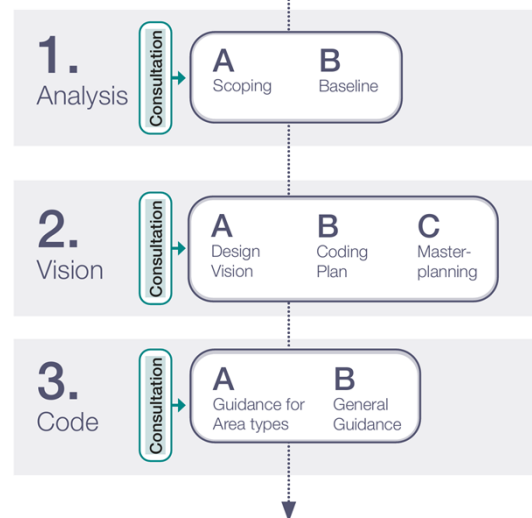 1.
Analysis
Consultation
A
Scoping
B
Baseline
2.
Vision
Consultation
A
Design
Vision
B
Coding
Plan
C
Master-
planning
3.
Code
Consultation
A
Guidance for
Area types
B
General
Guidance